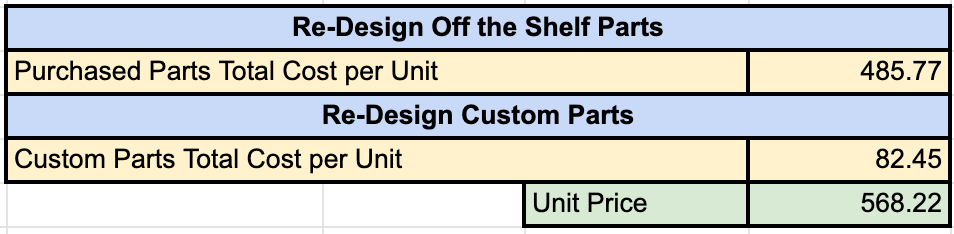 Re-Design Off the Shelf Parts
Purchased Parts Total Cost per Unit 485.77
Re-Design Custom Parts
Custom Parts Total Cost per Unit 82.45
Unit Price 568.22